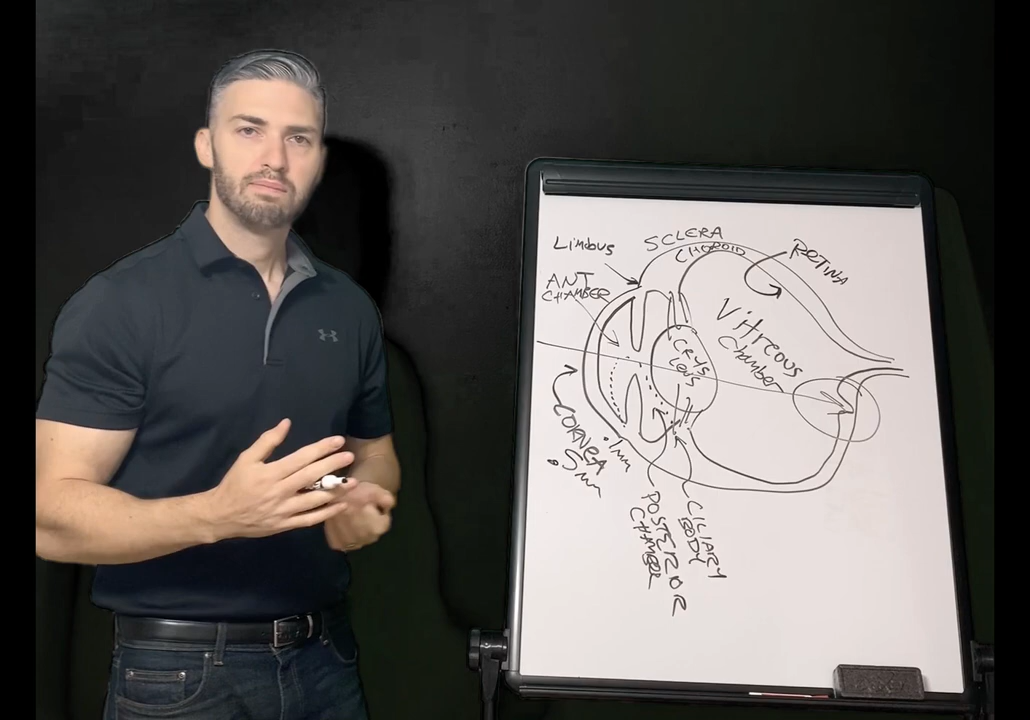 Limbus
SCLERA
CHOROID
RETINA
ANT
CHAMBER
Vitreous
Chamber
CRYS
Lens
CORNEA
.5mm
.1mm
POSTERIOR
CHAMBER
CILIARY
BODY